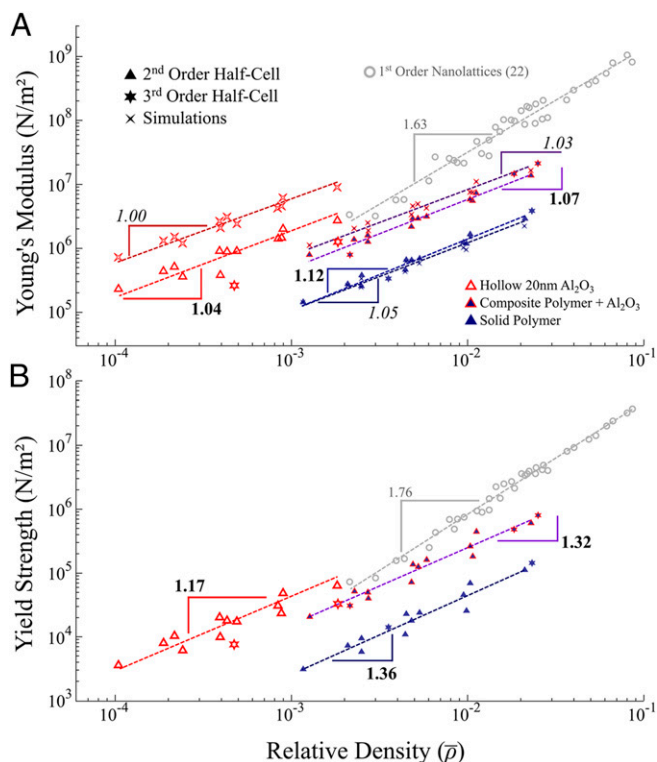 A
10⁹
10⁸
10⁷
10⁶
10⁵
Young's Modulus (N/m²)
2nd Order Half-Cell
3rd Order Half-Cell
Simulations
1st Order Nanolattices (22)
1.63
1.03
1.07
1.00
1.04
1.12
1.05
Hollow 20nm Al₂O₃
Composite Polymer + Al₂O₃
Solid Polymer
10⁻⁴
10⁻³
10⁻²
10⁻¹
B
10⁸
10⁷
10⁶
10⁵
10⁴
10³
Yield Strength (N/m²)
1.76
1.32
1.17
1.36
10⁻⁴
10⁻³
10⁻²
10⁻¹
Relative Density (ρ̅)